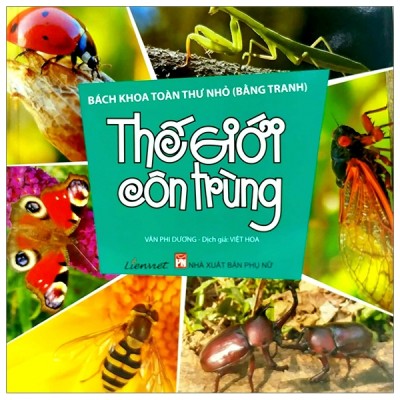 BÁCH KHOA TOÀN THƯ NHỎ (BẰNG TRANH)
Thế Giới
côn trùng
VĂN PHI DƯƠNG - Dịch giả: VIỆT HOA
Lienviet NHÀ XUẤT BẢN PHỤ NỮ